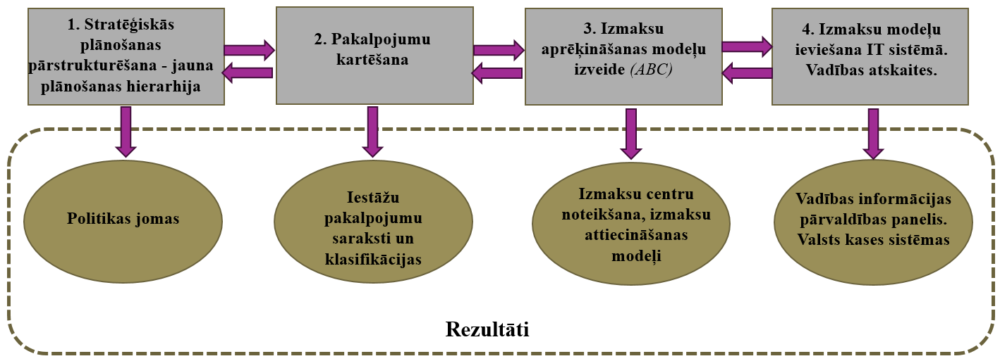 1. Stratēģiskās
plānošanas
pārstrukturēšana - jauna
plānošanas hierarhija
2. Pakalpojumu
kartēšana
3. Izmaksu
aprēķināšanas modeļu
izveide (ABC)
4. Izmaksu modeļu
ieviešana IT sistēmā.
Vadības atskaites.
Politikas jomas
Iestāžu
pakalpojumu
saraksti un
klasifikācijas
Izmaksu centru
noteikšana, izmaksu
attiecināšanas
modeļi
Vadības informācijas
pārvaldības panelis.
Valsts kases sistēmas
Rezultāti